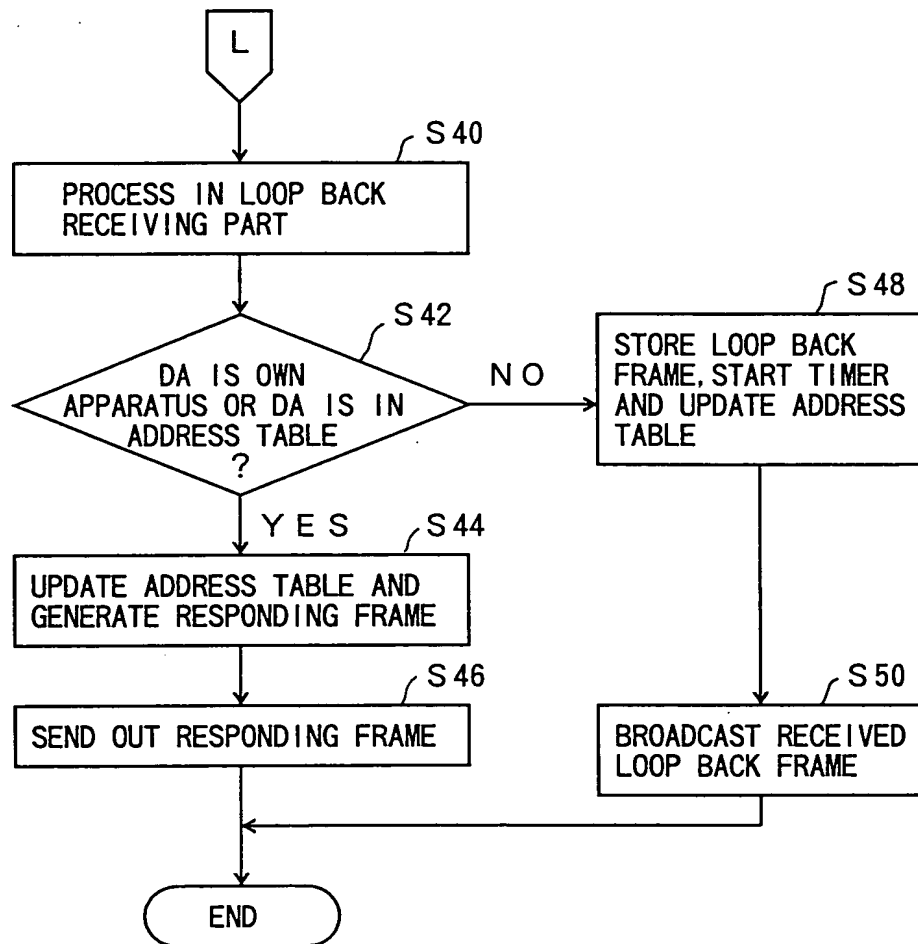 L
S40
PROCESS IN LOOP BACK
RECEIVING PART
S42
DA IS OWN
APPARATUS OR DA IS IN
ADDRESS TABLE
?
NO
S48
STORE LOOP BACK
FRAME, START TIMER
AND UPDATE ADDRESS
TABLE
YES
S44
UPDATE ADDRESS TABLE AND
GENERATE RESPONDING FRAME
S46
SEND OUT RESPONDING FRAME
S50
BROADCAST RECEIVED
LOOP BACK FRAME
END